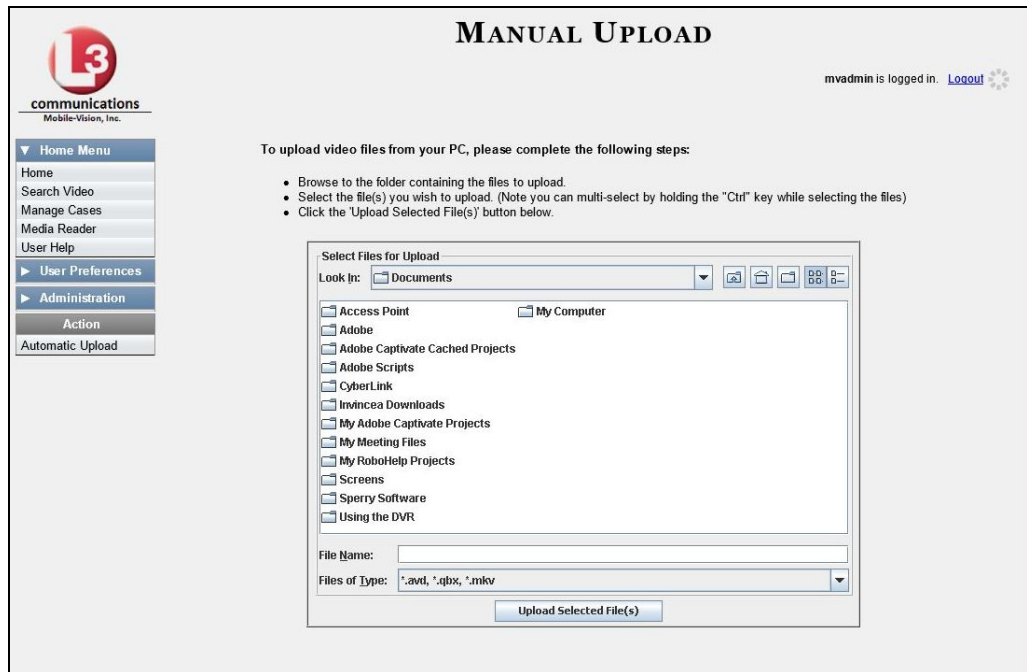 MANUAL UPLOAD
L3
communications
Mobile-Vision, Inc.
mvadmin is logged in. Logout
Home Menu
Home
Search Video
Manage Cases
Media Reader
User Help
User Preferences
Administration
Action
Automatic Upload
To upload video files from your PC, please complete the following steps:
• Browse to the folder containing the files to upload.
• Select the file(s) you wish to upload. (Note you can multi-select by holding the "Ctrl" key while selecting the files)
• Click the 'Upload Selected File(s)' button below.
Select Files for Upload
Look In: Documents
Access Point
Adobe
Adobe Captivate Cached Projects
Adobe Scripts
CyberLink
Invincea Downloads
My Adobe Captivate Projects
My Meeting Files
My RoboHelp Projects
Screens
Sperry Software
Using the DVR
My Computer
File Name:
Files of Type: *.avd, *.qbx, *.mkv
Upload Selected File(s)